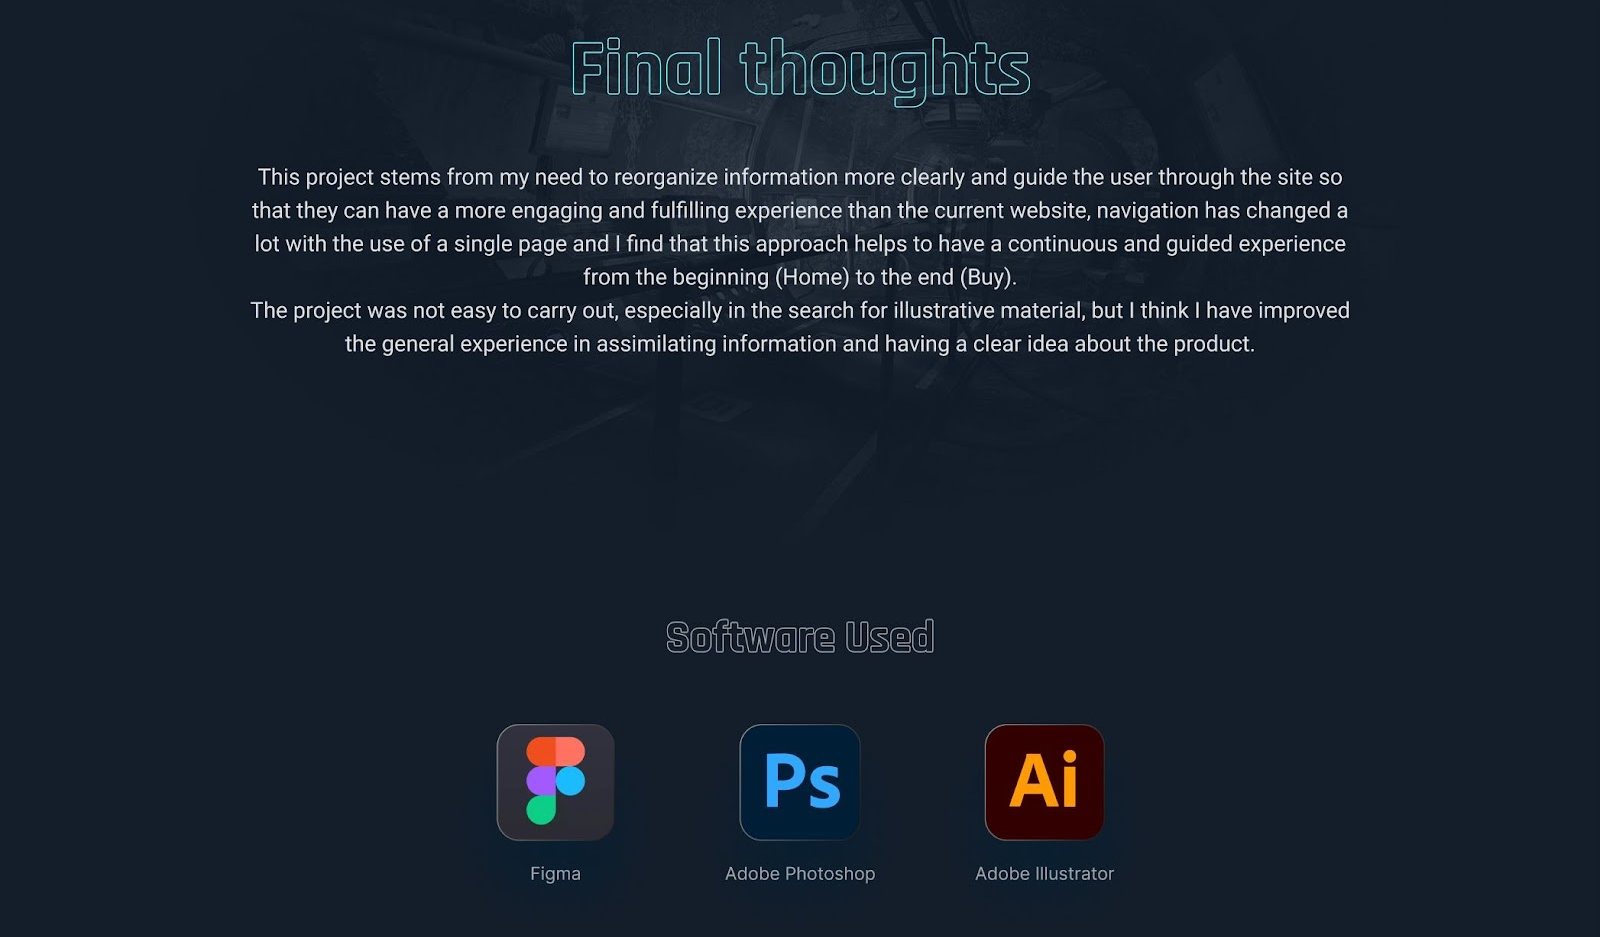 Final thoughts
This project stems from my need to reorganize information more clearly and guide the user through the site so
that they can have a more engaging and fulfilling experience than the current website, navigation has changed a
lot with the use of a single page and I find that this approach helps to have a continuous and guided experience
from the beginning (Home) to the end (Buy).
The project was not easy to carry out, especially in the search for illustrative material, but I think I have improved
the general experience in assimilating information and having a clear idea about the product.
Software Used
Ps
Ai
Figma
Adobe Photoshop
Adobe Illustrator